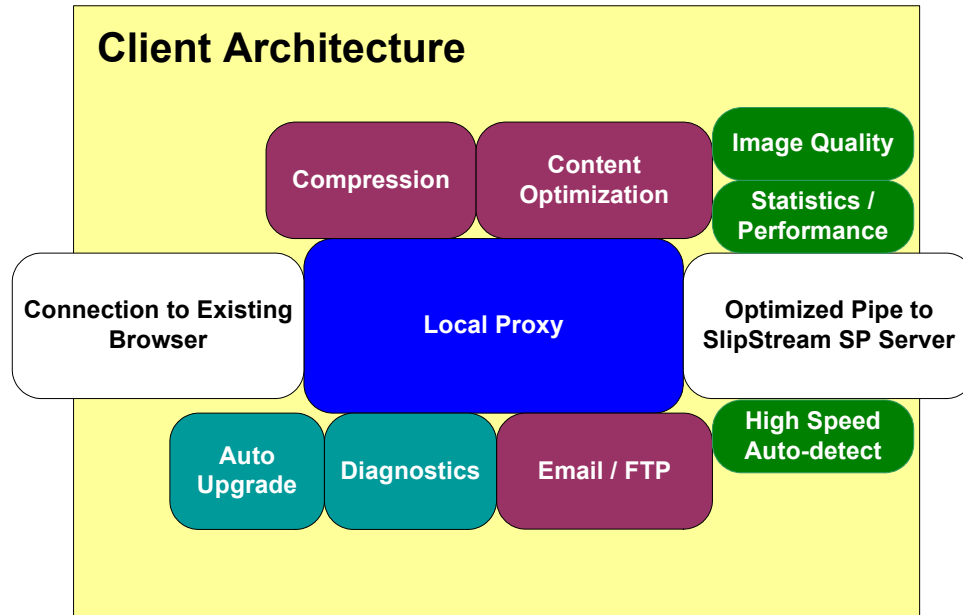 Client Architecture
Compression
Content
Optimization
Image Quality
Statistics /
Performance
Connection to Existing
Browser
Local Proxy
Optimized Pipe to
SlipStream SP Server
Auto
Upgrade
Diagnostics
Email / FTP
High Speed
Auto-detect